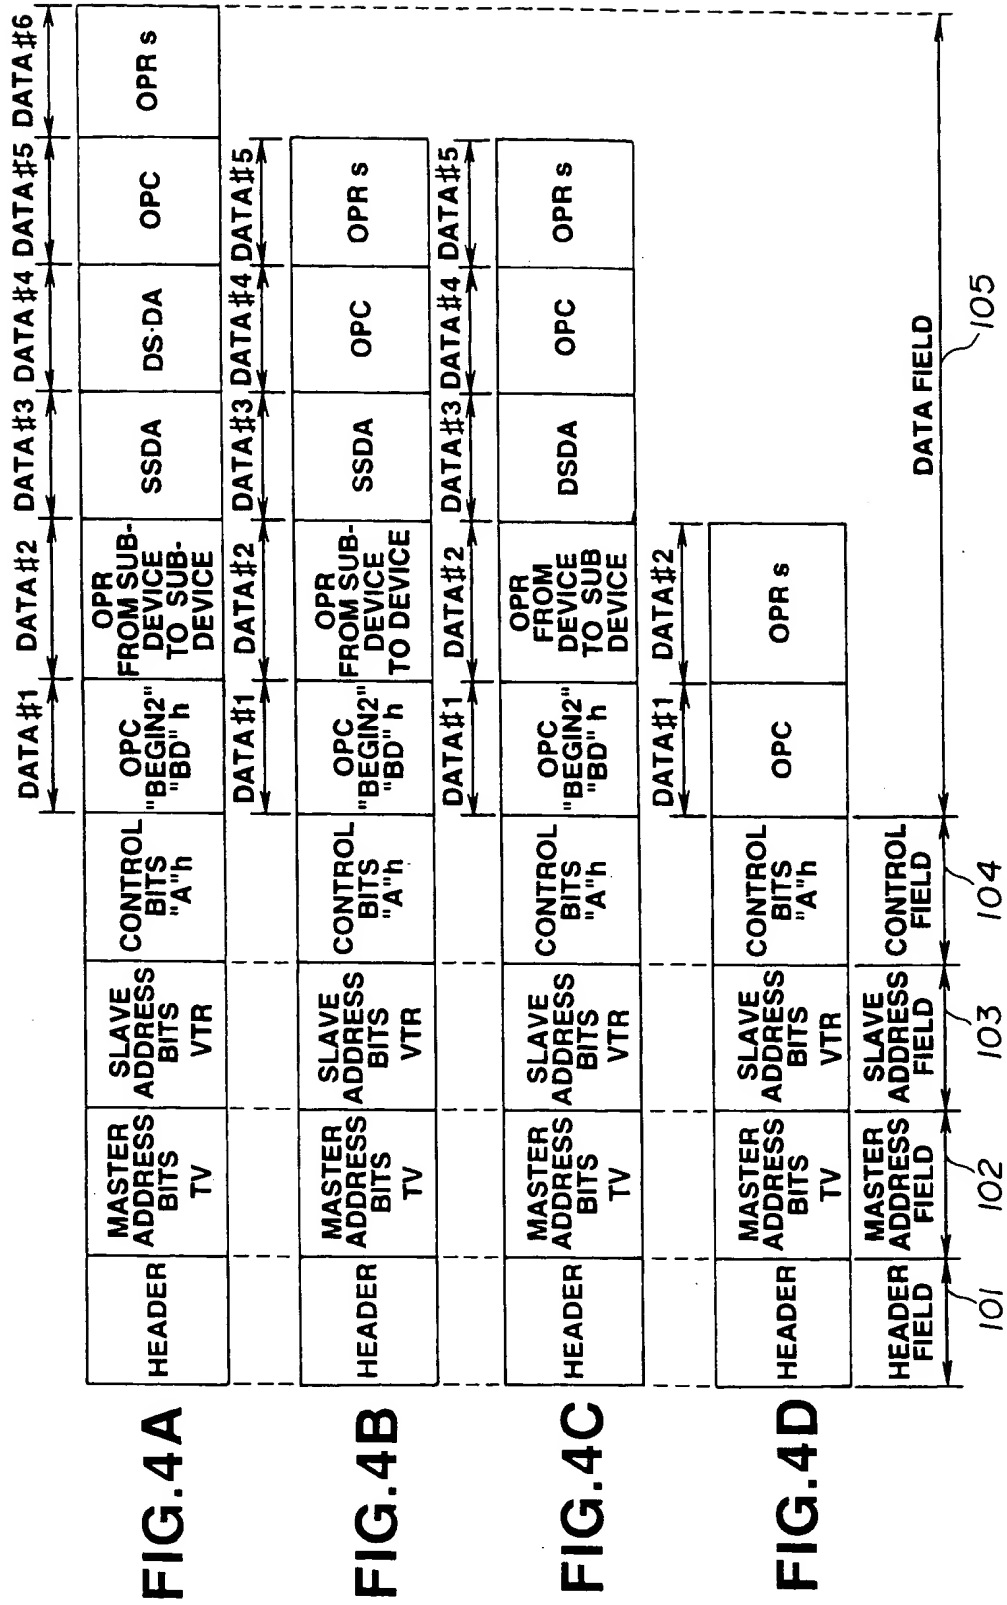 FIG.4A
HEADER
MASTER
ADDRESS
BITS
TV
SLAVE
ADDRESS
BITS
VTR
CONTROL
BITS
"A"h
DATA#1
OPC
"BEGIN2"
"BD"h
DATA#2
OPR
FROM SUB-
DEVICE
TO SUB-
DEVICE
DATA#3
SSDA
DATA#4
DS·DA
DATA#5
OPC
DATA#6
OPR s
FIG.4B
HEADER
MASTER
ADDRESS
BITS
TV
SLAVE
ADDRESS
BITS
VTR
CONTROL
BITS
"A"h
DATA#1
OPC
"BEGIN2"
"BD"h
DATA#2
OPR
FROM SUB-
DEVICE
TO DEVICE
DATA#3
SSDA
DATA#4
OPC
DATA#5
OPR s
FIG.4C
HEADER
MASTER
ADDRESS
BITS
TV
SLAVE
ADDRESS
BITS
VTR
CONTROL
BITS
"A"h
DATA#1
OPC
"BEGIN2"
"BD"h
DATA#2
OPR
FROM
DEVICE
TO SUB
DEVICE
DATA#3
DSDA
DATA#4
OPC
DATA#5
OPR s
FIG.4D
HEADER
MASTER
ADDRESS
BITS
TV
SLAVE
ADDRESS
BITS
VTR
CONTROL
BITS
"A"h
DATA#1
OPC
DATA#2
OPR s
HEADER
FIELD
101
MASTER
ADDRESS
FIELD
102
SLAVE
ADDRESS
FIELD
103
CONTROL
FIELD
104
DATA FIELD
105